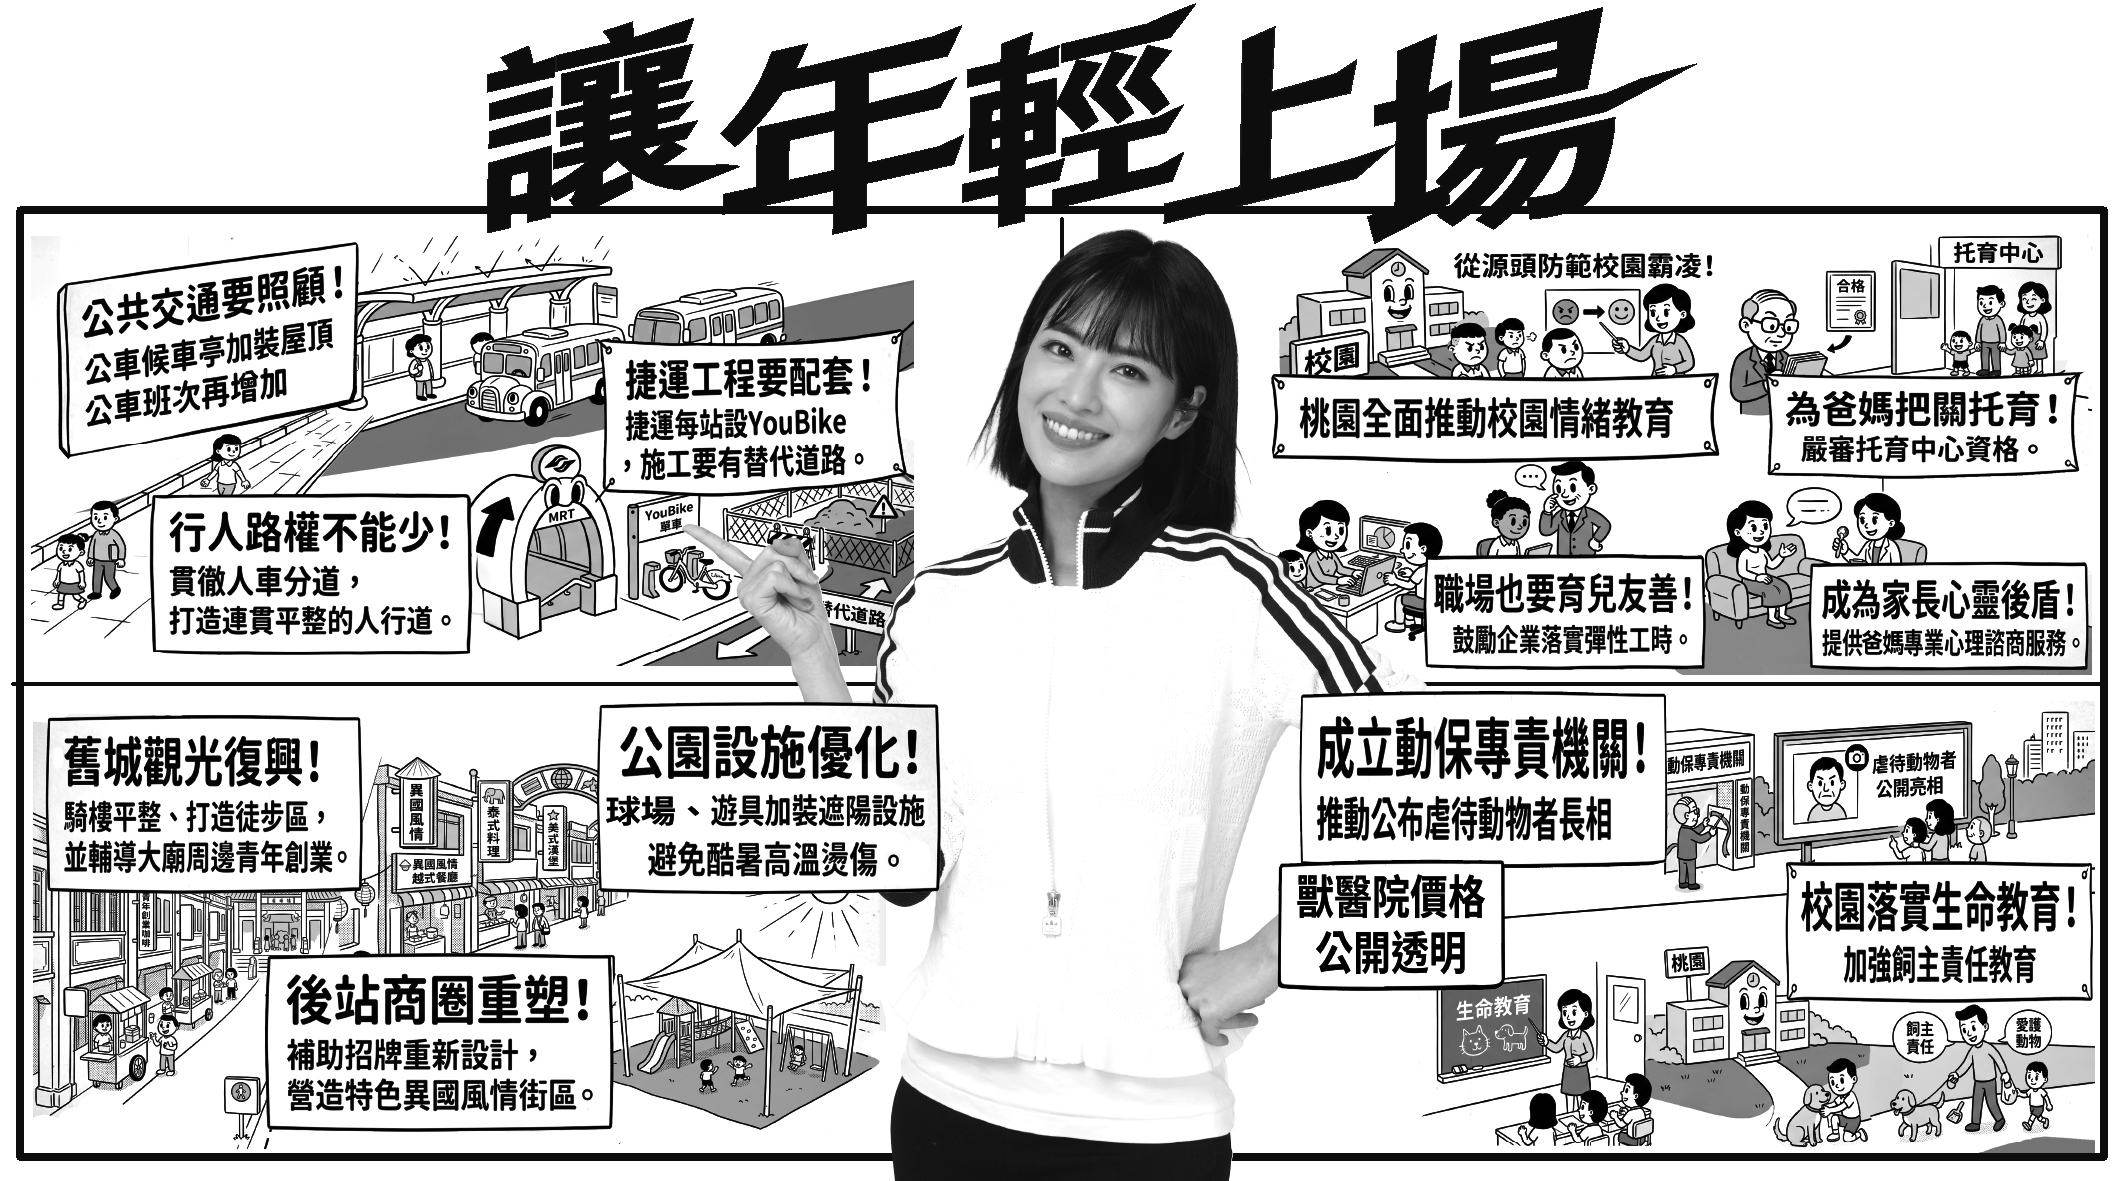 讓年輕上場
公共交通要照顧！
公車候車亭加裝屋頂
公車班次再增加
捷運工程要配套！
捷運每站設YouBike
，施工要有替代道路。
行人路權不能少！
貫徹人車分道，
打造連貫平整的人行道。
MRT
YouBike
單車
替代道路
從源頭防範校園霸凌！
校園
桃園全面推動校園情緒教育
合格
托育中心
為爸媽把關托育！
嚴審托育中心資格。
職場也要育兒友善！
鼓勵企業落實彈性工時。
成為家長心靈後盾！
提供爸媽專業心理諮商服務。
舊城觀光復興！
騎樓平整、打造徒步區，
並輔導大廟周邊青年創業。
青年創業咖啡
異國風情
泰式料理
美式漢堡
異國風情
越式餐廳
公園設施優化！
球場、遊具加裝遮陽設施
避免酷暑高溫燙傷。
後站商圈重塑！
補助招牌重新設計，
營造特色異國風情街區。
成立動保專責機關！
推動公布虐待動物者長相
動保專責機關
動保專責機關
虐待動物者
公開亮相
獸醫院價格
公開透明
校園落實生命教育！
加強飼主責任教育
生命教育
桃園
飼主
責任
愛護
動物